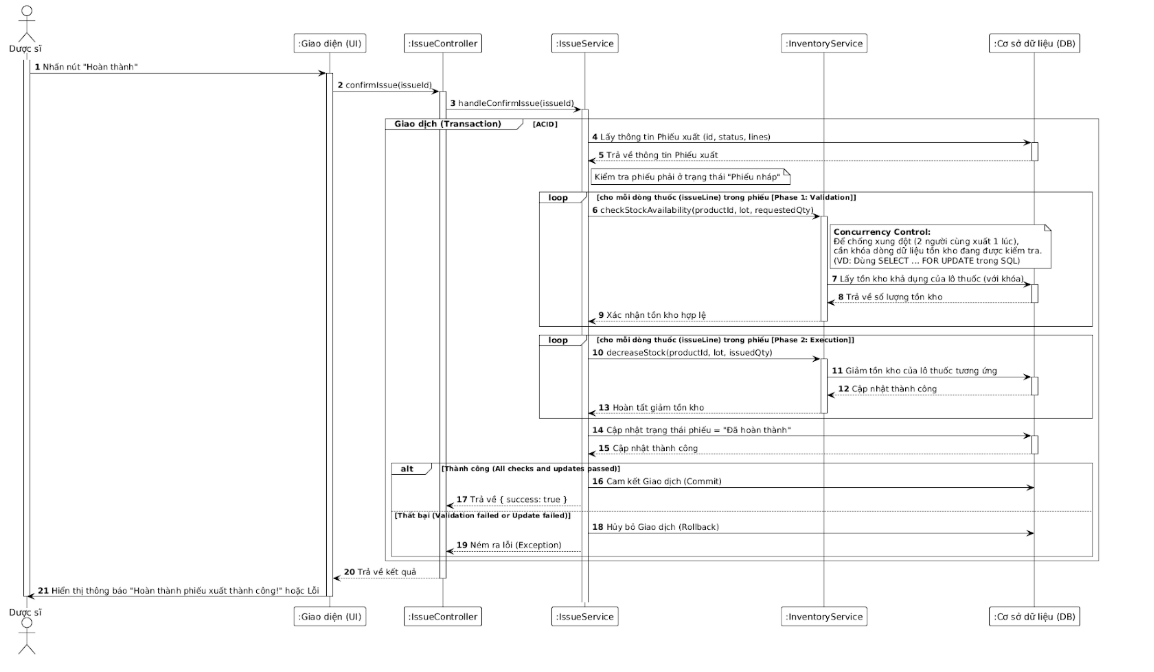 Dược sĩ
:Giao diện (UI)
:IssueController
:IssueService
:InventoryService
:Cơ sở dữ liệu (DB)
1 Nhấn nút "Hoàn thành"
2 confirmIssue(issueId)
3 handleConfirmIssue(issueId)
Giao dịch (Transaction) [ACID]
4 Lấy thông tin Phiếu xuất (id, status, lines)
5 Trả về thông tin Phiếu xuất
Kiểm tra phiếu phải ở trạng thái "Phiếu nháp"
loop [cho mỗi dòng thuốc (issueLine) trong phiếu [Phase 1: Validation]]
6 checkStockAvailability(productId, lot, requestedQty)
Concurrency Control:
Để chống xung đột (2 người cùng xuất 1 lúc),
cần khóa dòng dữ liệu tồn kho đang được kiểm tra.
(VD: Dùng SELECT ... FOR UPDATE trong SQL)
7 Lấy tồn kho khả dụng của lô thuốc (với khóa)
8 Trả về số lượng tồn kho
9 Xác nhận tồn kho hợp lệ
loop [cho mỗi dòng thuốc (issueLine) trong phiếu [Phase 2: Execution]]
10 decreaseStock(productId, lot, issuedQty)
11 Giảm tồn kho của lô thuốc tương ứng
12 Cập nhật thành công
13 Hoàn tất giảm tồn kho
14 Cập nhật trạng thái phiếu = "Đã hoàn thành"
15 Cập nhật thành công
alt [Thành công (All checks and updates passed)]
16 Cam kết Giao dịch (Commit)
17 Trả về { success: true }
[Thất bại (Validation failed or Update failed)]
18 Hủy bỏ Giao dịch (Rollback)
19 Ném ra lỗi (Exception)
20 Trả về kết quả
21 Hiển thị thông báo "Hoàn thành phiếu xuất thành công!" hoặc Lỗi
Dược sĩ
:Giao diện (UI)
:IssueController
:IssueService
:InventoryService
:Cơ sở dữ liệu (DB)